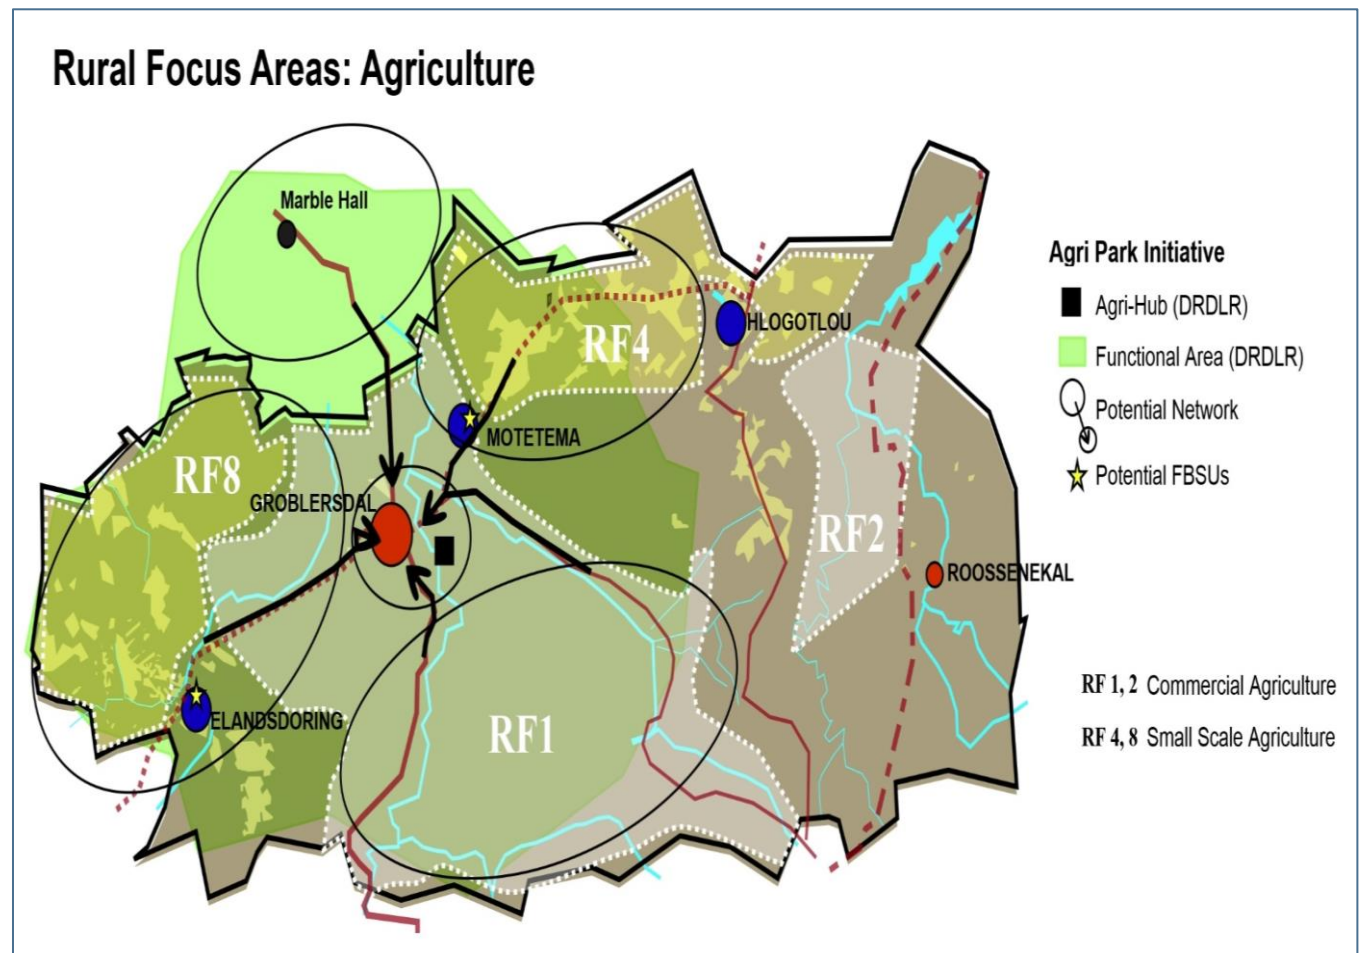 Rural Focus Areas: Agriculture
Marble Hall
HLOGOTLOU
RF4
MOTETEMA
RF8
GROBLERSDAL
RF2
ROOSSENEKAL
ELANDSDORING
RF1
Agri Park Initiative
Agri-Hub (DRDLR)
Functional Area (DRDLR)
Potential Network
Potential FBSUs
RF 1, 2 Commercial Agriculture
RF 4, 8 Small Scale Agriculture